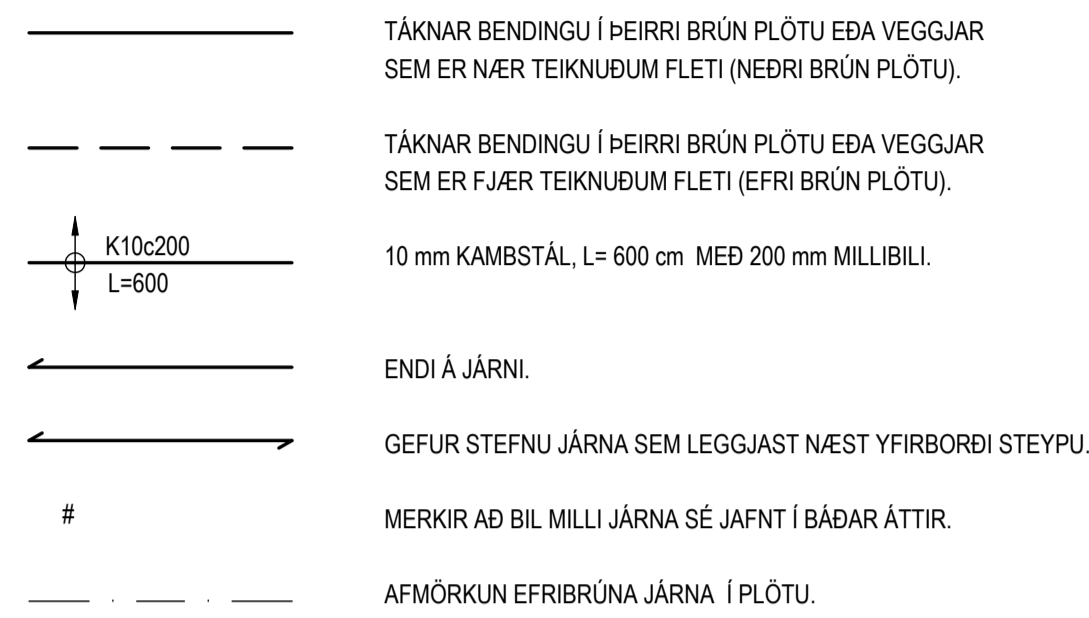 TÁKNAR BENDINGU Í ÞEIRRI BRÚN PLÖTU EÐA VEGGJAR
SEM ER NÆR TEIKNUÐUM FLETI (NEÐRI BRÚN PLÖTU).
TÁKNAR BENDINGU Í ÞEIRRI BRÚN PLÖTU EÐA VEGGJAR
SEM ER FJÆR TEIKNUÐUM FLETI (EFRI BRÚN PLÖTU).
K10c200
L=600
10 mm KAMBSTÁL, L= 600 cm MEÐ 200 mm MILLIBILI.
ENDI Á JÁRNI.
GEFUR STEFNU JÁRNA SEM LEGGJAST NÆST YFIRBORÐI STEYPU.
# MERKIR AÐ BIL MILLI JÁRNA SÉ JAFNT Í BÁÐAR ÁTTIR.
AFMÖRKUN EFRIBRÚNA JÁRNA Í PLÖTU.